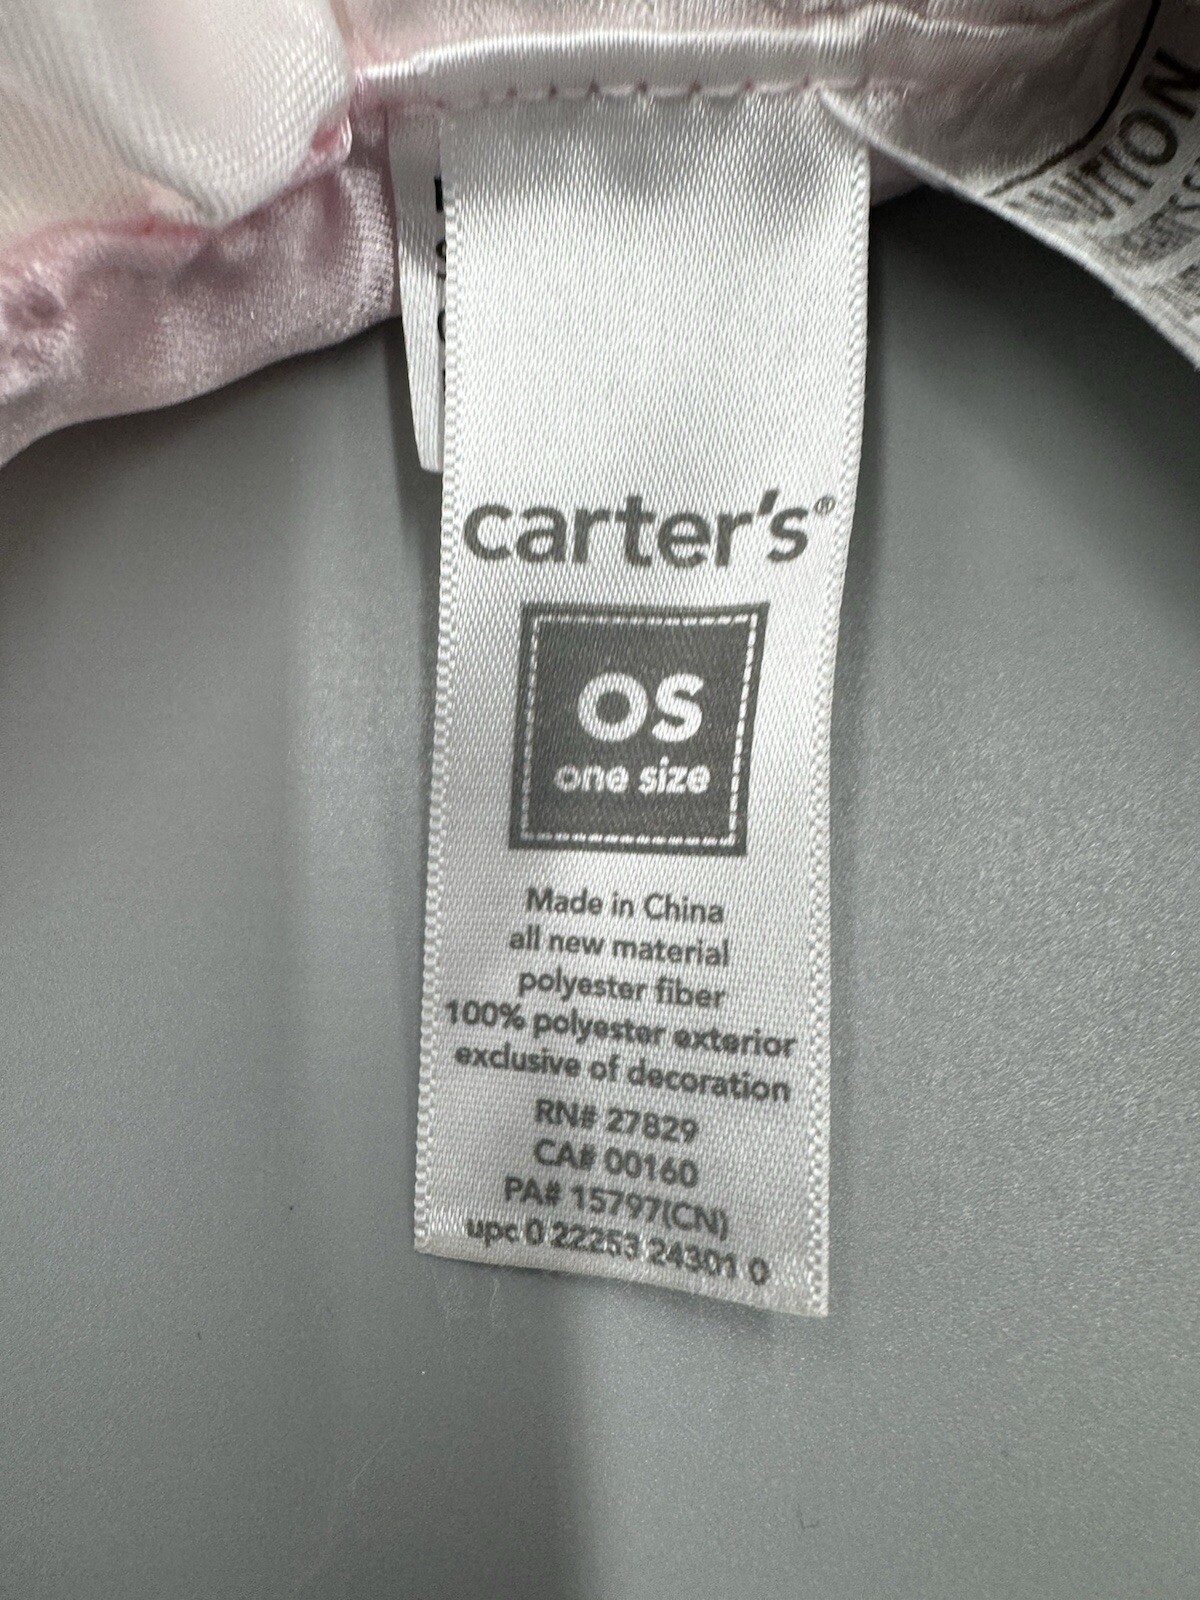 carter's®
OS
one size
Made in China
all new material
polyester fiber
100% polyester exterior
exclusive of decoration
RN# 27829
CA# 00160
PA# 15797(CN)
upc 0 22253 24301 0